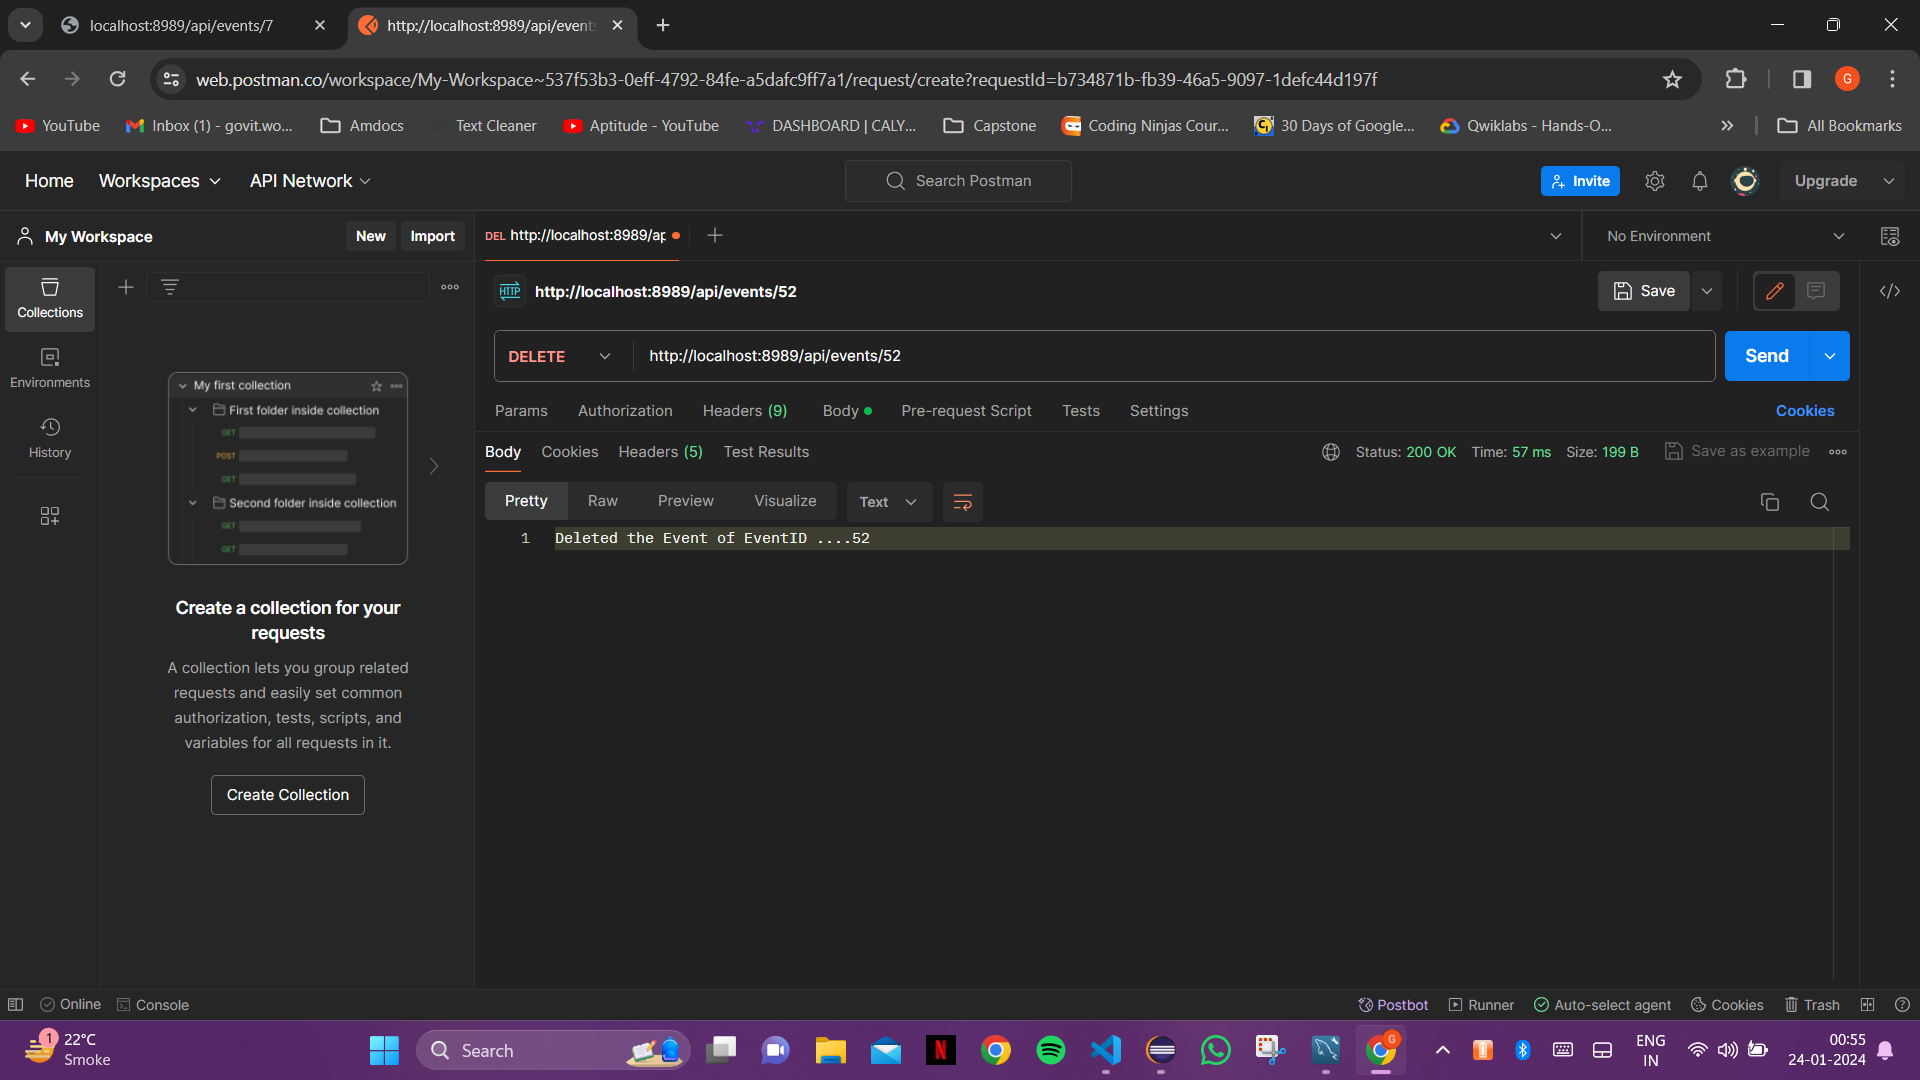 localhost:8989/api/events/7
http://localhost:8989/api/event
web.postman.co/workspace/My-Workspace~537f53b3-0eff-4792-84fe-a5dafc9ff7a1/request/create?requestId=b734871b-fb39-46a5-9097-1defc44d197f
G
YouTube
Inbox (1) - govit.wo...
Amdocs
Text Cleaner
Aptitude - YouTube
DASHBOARD | CALY...
Capstone
Coding Ninjas Cour...
30 Days of Google...
Qwiklabs - Hands-O...
All Bookmarks
Home
Workspaces
API Network
Search Postman
Invite
Upgrade
My Workspace
New
Import
DEL http://localhost:8989/ap
No Environment
Collections
Environments
History
My first collection
First folder inside collection
GET
POST
GET
Second folder inside collection
GET
GET
Create a collection for your
requests
A collection lets you group related
requests and easily set common
authorization, tests, scripts, and
variables for all requests in it.
Create Collection
HTTP
http://localhost:8989/api/events/52
Save
DELETE
http://localhost:8989/api/events/52
Send
Params
Authorization
Headers (9)
Body
Pre-request Script
Tests
Settings
Cookies
Body
Cookies
Headers (5)
Test Results
Status: 200 OK
Time: 57 ms
Size: 199 B
Save as example
Pretty
Raw
Preview
Visualize
Text
1
Deleted the Event of EventID ....52
Online
Console
Postbot
Runner
Auto-select agent
Cookies
Trash
1
22°C
Smoke
Search
N
G
ENG
IN
00:55
24-01-2024